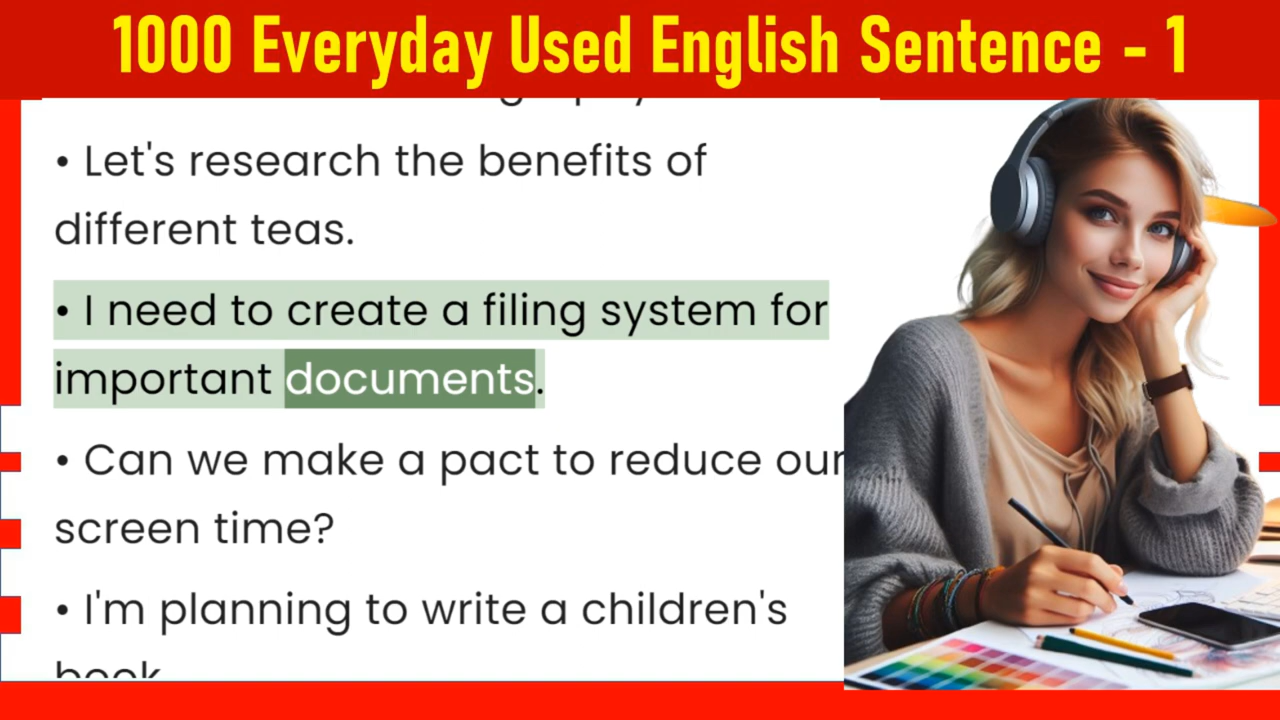 1000 Everyday Used English Sentence - 1
• Let's research the benefits of
different teas.
• I need to create a filing system for
important documents.
• Can we make a pact to reduce our
screen time?
• I'm planning to write a children's
book